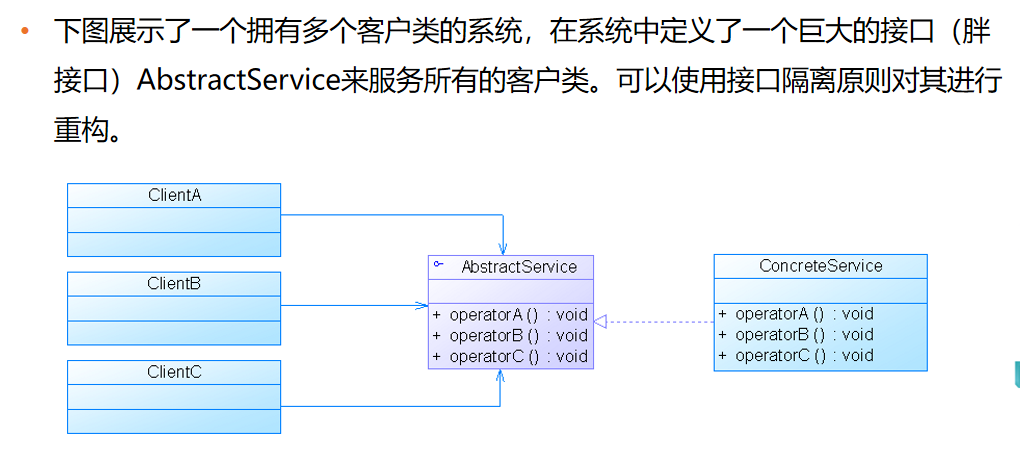 • 下图展示了一个拥有多个客户类的系统，在系统中定义了一个巨大的接口（胖
接口）AbstractService来服务所有的客户类。可以使用接口隔离原则对其进行
重构。
ClientA
ClientB
ClientC
AbstractService
+ operatorA () : void
+ operatorB () : void
+ operatorC () : void
ConcreteService
+ operatorA () : void
+ operatorB () : void
+ operatorC () : void